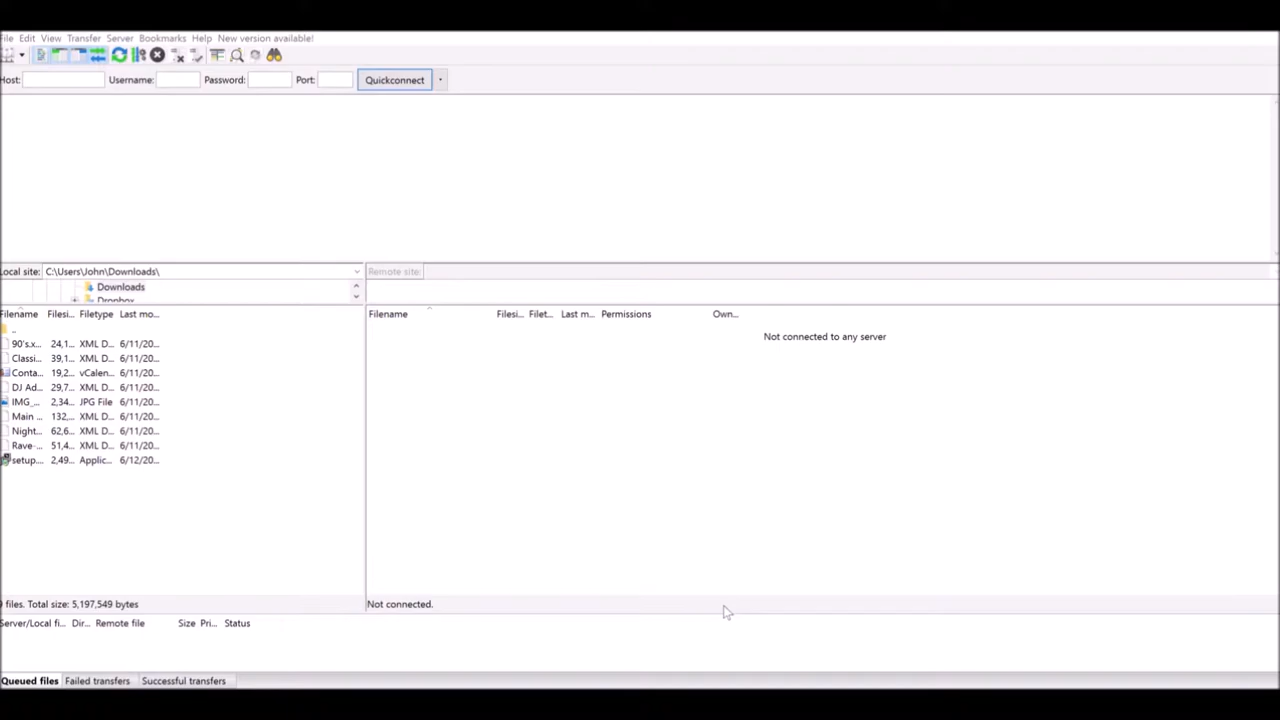 File Edit View Transfer Server Bookmarks Help New version available!
Host: Username: Password: Port: Quickconnect
Local site: C:\Users\John\Downloads\ Remote site:
Downloads
Dropbox
Filename Filesi... Filetype Last mo... Filename Filesi... Filet... Last m... Permissions Own...
..
Not connected to any server
90's.x... 24,1... XML D... 6/11/20...
Classi... 39,1... XML D... 6/11/20...
Conta... 19,2... vCalen... 6/11/20...
DJ Ad... 29,7... XML D... 6/11/20...
IMG_... 2,34... JPG File 6/11/20...
Main ... 132,... XML D... 6/11/20...
Night... 62,6... XML D... 6/11/20...
Rave-... 51,4... XML D... 6/11/20...
setup.... 2,49... Applic... 6/12/20...
files. Total size: 5,197,549 bytes Not connected.
Server/Local fi... Dir... Remote file Size Pri... Status
Queued files Failed transfers Successful transfers